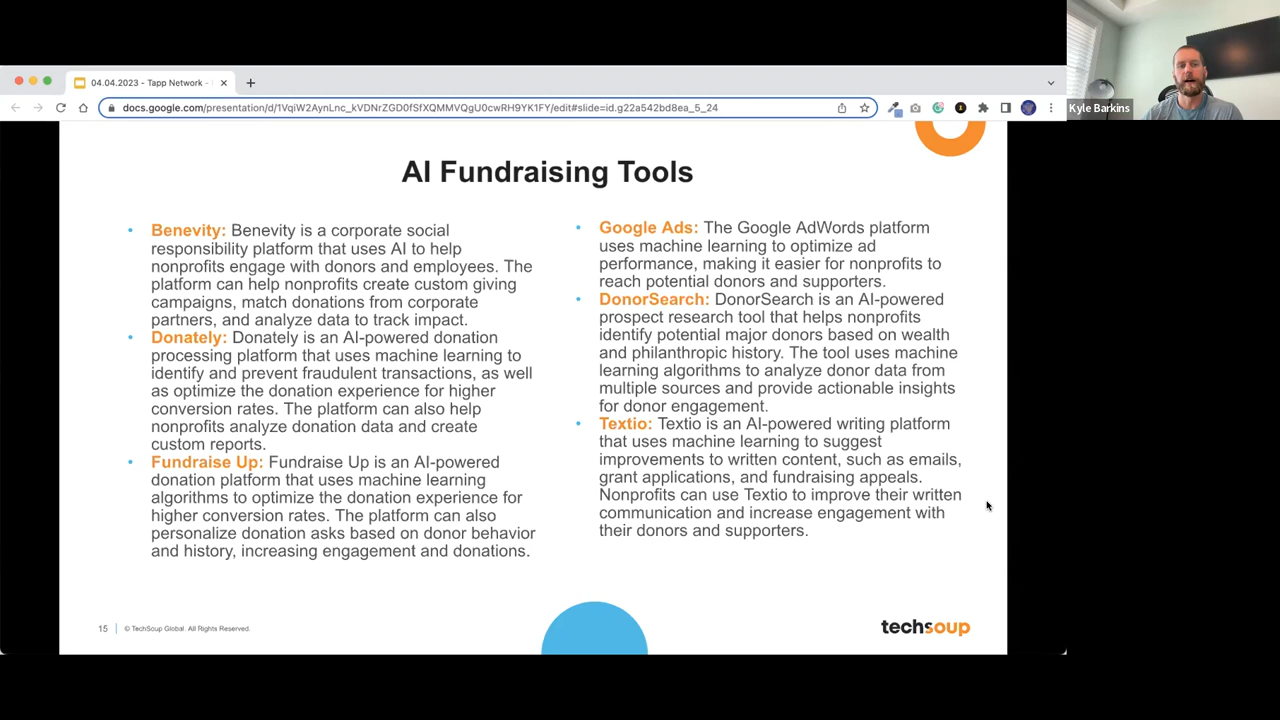 04.04.2023 - Tapp Network -
docs.google.com/presentation/d/1VqiW2AynLnc_kVDNrZGD0fSfXQMMVQgU0cwRH9YK1FY/edit#slide=id.g22a542bd8ea_5_24
Kyle Barkins
AI Fundraising Tools
• Benevity: Benevity is a corporate social
responsibility platform that uses AI to help
nonprofits engage with donors and employees. The
platform can help nonprofits create custom giving
campaigns, match donations from corporate
partners, and analyze data to track impact.
• Donately: Donately is an AI-powered donation
processing platform that uses machine learning to
identify and prevent fraudulent transactions, as well
as optimize the donation experience for higher
conversion rates. The platform can also help
nonprofits analyze donation data and create
custom reports.
• Fundraise Up: Fundraise Up is an AI-powered
donation platform that uses machine learning
algorithms to optimize the donation experience for
higher conversion rates. The platform can also
personalize donation asks based on donor behavior
and history, increasing engagement and donations.
• Google Ads: The Google AdWords platform
uses machine learning to optimize ad
performance, making it easier for nonprofits to
reach potential donors and supporters.
• DonorSearch: DonorSearch is an AI-powered
prospect research tool that helps nonprofits
identify potential major donors based on wealth
and philanthropic history. The tool uses machine
learning algorithms to analyze donor data from
multiple sources and provide actionable insights
for donor engagement.
• Textio: Textio is an AI-powered writing platform
that uses machine learning to suggest
improvements to written content, such as emails,
grant applications, and fundraising appeals.
Nonprofits can use Textio to improve their written
communication and increase engagement with
their donors and supporters.
15 | © TechSoup Global. All Rights Reserved.
techsoup